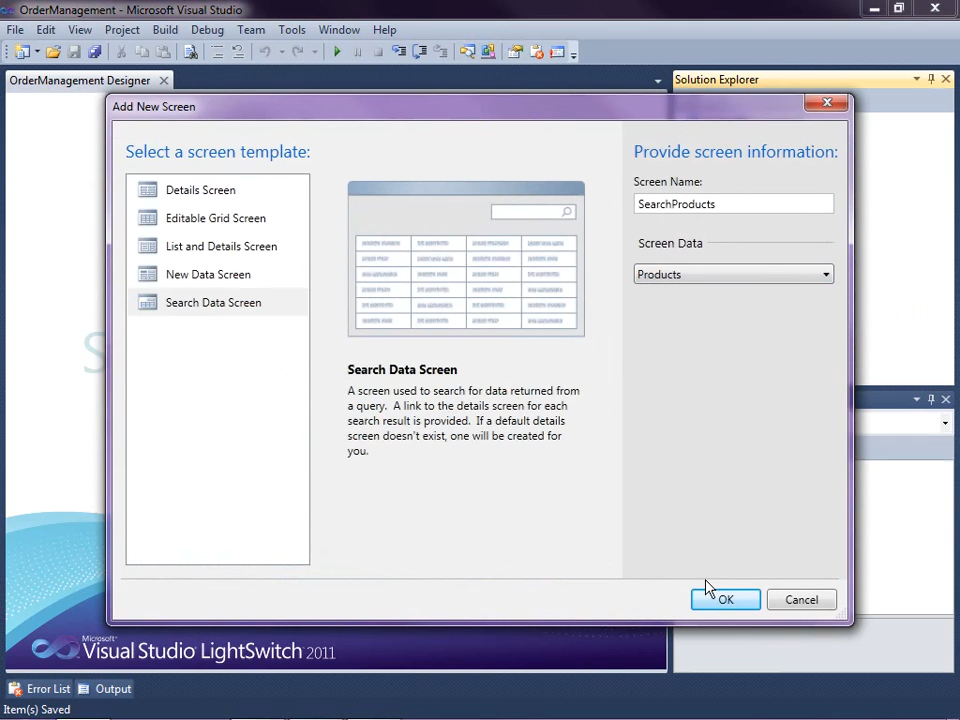 OrderManagement - Microsoft Visual Studio
File Edit View Project Build Debug Team Tools Window Help
OrderManagement Designer
Solution Explorer
Add New Screen
Select a screen template:
Provide screen information:
Details Screen
Editable Grid Screen
List and Details Screen
New Data Screen
Search Data Screen
Screen Name:
SearchProducts
Screen Data
Products
Search Data Screen
A screen used to search for data returned from
a query. A link to the details screen for each
search result is provided. If a default details
screen doesn't exist, one will be created for
you.
OK
Cancel
Microsoft
Visual Studio LightSwitch 2011
Error List
Output
Item(s) Saved